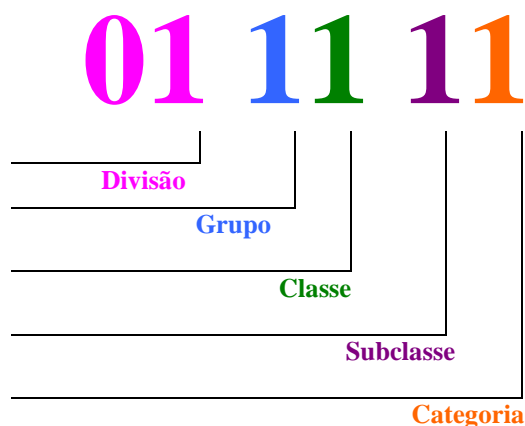 01 11 11
Divisão
Grupo
Classe
Subclasse
Categoria